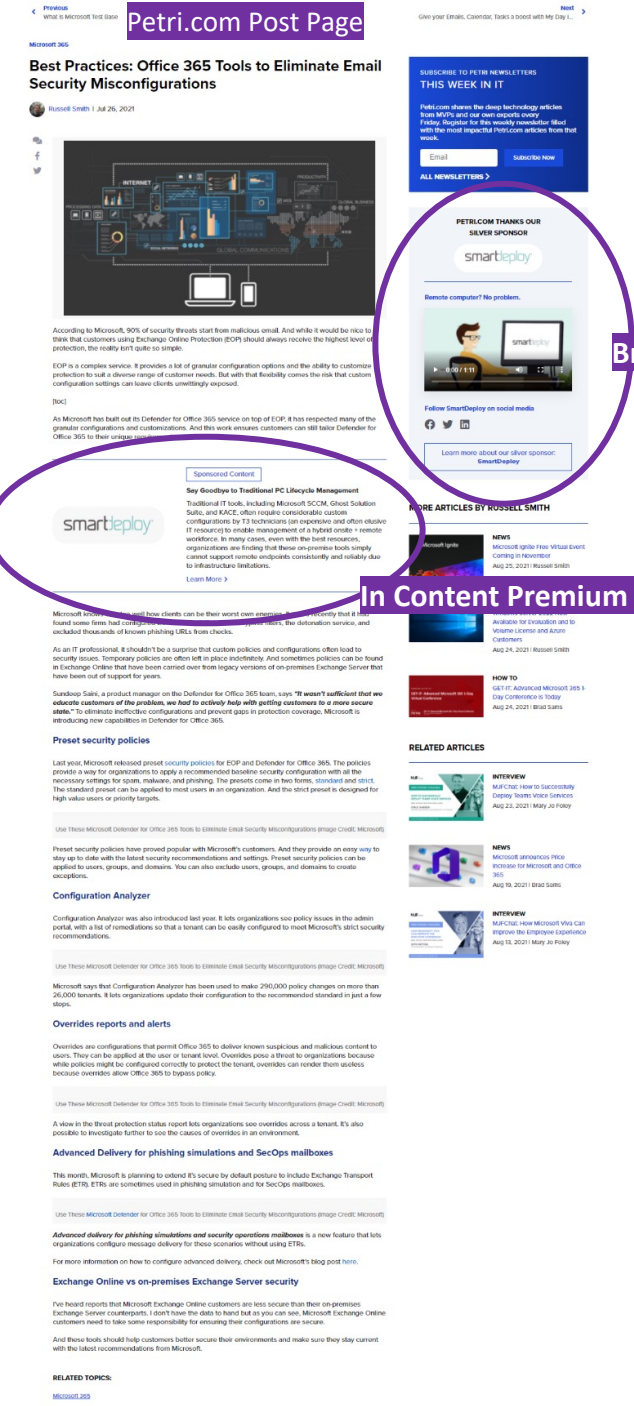 Previous
What is Microsoft Test Base
Petri.com Post Page
Next
Give your Emails, Calendar, Tasks a boost with My Day i...
Microsoft 365
Best Practices: Office 365 Tools to Eliminate Email
Security Misconfigurations
Russell Smith | Jul 26, 2021
INTERNET
PRODUCTIVITY
GLOBAL BUSINESS
GLOBAL COMMUNICATIONS
According to Microsoft, 90% of security threats start from malicious email. And while it would be nice to
think that customers using Exchange Online Protection (EOP) should always receive the highest level of
protection, the reality isn't quite so simple.
EOP is a complex service. It provides a lot of granular configuration options and the ability to customize
protection to suit a diverse range of customer needs. But with that flexibility comes the risk that custom
configuration settings can leave clients unwittingly exposed.
[toc]
As Microsoft has built out its Defender for Office 365 service on top of EOP, it has respected many of the
granular configurations and customizations. And this work ensures customers can still tailor Defender for
Office 365 to their unique
smartdeploy
Sponsored Content
Say Goodbye to Traditional PC Lifecycle Management
Traditional IT tools, including Microsoft SCCM, Ghost Solution
Suite, and KACE, often require considerable custom
configurations by T3 technicians (an expensive and often elusive
IT resource) to enable management of a hybrid onsite + remote
workforce. In many cases, even with the best resources,
organizations are finding that these on-premise tools simply
cannot support remote endpoints consistently and reliably due
to infrastructure limitations.
Learn More
In Content Premium
Microsoft knows well how clients can be their worst own enemies. recently that it had
found some firms had filters, the detonation service, and
excluded thousands of known phishing URLs from checks.
As an IT professional, it shouldn't be a surprise that custom policies and configurations often lead to
security issues. Temporary policies are often left in place indefinitely. And sometimes policies can be found
in Exchange Online that have been carried over from legacy versions of on-premises Exchange Server that
have been out of support for years.
Sundeep Saini, a product manager on the Defender for Office 365 team, says "It wasn't sufficient that we
educate customers of the problem, we had to actively help with getting customers to a more secure
state." To eliminate ineffective configurations and prevent gaps in protection coverage, Microsoft is
introducing new capabilities in Defender for Office 365.
Preset security policies
Last year, Microsoft released preset security policies for EOP and Defender for Office 365. The policies
provide a way for organizations to apply a recommended baseline security configuration with all the
necessary settings for spam, malware, and phishing. The presets come in two forms, standard and strict.
The standard preset can be applied to most users in an organization. And the strict preset is designed for
high value users or priority targets.
Use These Microsoft Defender for Office 365 Tools to Eliminate Email Security Misconfigurations (Image Credit: Microsoft)
Preset security policies have proved popular with Microsoft's customers. And they provide an easy way to
stay up to date with the latest security recommendations and settings. Preset security policies can be
applied to users, groups, and domains. You can also exclude users, groups, and domains to create
exceptions.
Configuration Analyzer
Configuration Analyzer was also introduced last year. It lets organizations see policy issues in the admin
portal, with a list of remediations so that a tenant can be easily configured to meet Microsoft's strict security
recommendations.
Use These Microsoft Defender for Office 365 Tools to Eliminate Email Security Misconfigurations (Image Credit: Microsoft)
Microsoft says that Configuration Analyzer has been used to make 290,000 policy changes on more than
26,000 tenants. It lets organizations update their configuration to the recommended standard in just a few
steps.
Overrides reports and alerts
Overrides are configurations that permit Office 365 to deliver known suspicious and malicious content to
users. They can be applied at the user or tenant level. Overrides pose a threat to organizations because
while policies might be configured correctly to protect the tenant, overrides can render them useless
because overrides allow Office 365 to bypass policy.
Use These Microsoft Defender for Office 365 Tools to Eliminate Email Security Misconfigurations (Image Credit: Microsoft)
A view in the threat protection status report lets organizations see overrides across a tenant. It's also
possible to investigate further to see the causes of overrides in an environment.
Advanced Delivery for phishing simulations and SecOps mailboxes
This month, Microsoft is planning to extend it's secure by default posture to include Exchange Transport
Rules (ETR). ETRs are sometimes used in phishing simulation and for SecOps mailboxes.
Use These Microsoft Defender for Office 365 Tools to Eliminate Email Security Misconfigurations (Image Credit: Microsoft)
Advanced delivery for phishing simulations and security operations mailboxes is a new feature that lets
organizations configure message delivery for these scenarios without using ETRs.
For more information on how to configure advanced delivery, check out Microsoft's blog post here.
Exchange Online vs on-premises Exchange Server security
I've heard reports that Microsoft Exchange Online customers are less secure than their on-premises
Exchange Server counterparts. I don't have the data to hand but as you can see, Microsoft Exchange Online
customers need to take some responsibility for ensuring their configurations are secure.
And these tools should help customers better secure their environments and make sure they stay current
with the latest recommendations from Microsoft.
RELATED TOPICS:
Microsoft 365
SUBSCRIBE TO PETRI NEWSLETTERS
THIS WEEK IN IT
Petri.com shares the deep technology articles
from MVPs and our own experts every
Friday. Register for this weekly newsletter filled
with the most impactful Petri.com articles from that
week.
Email
Subscribe Now
ALL NEWSLETTERS
PETRI.COM THANKS OUR
SILVER SPONSOR
smartdeploy
Remote computer? No problem.
smartdeploy
0:00 / 1:11
Br
Follow SmartDeploy on social media
Learn more about our silver sponsor:
SmartDeploy
MORE ARTICLES BY RUSSELL SMITH
Microsoft Ignite
NEWS
Microsoft Ignite Free Virtual Event
Coming in November
Aug 25, 2021 | Russell Smith
Available for Evaluation and to
Volume License and Azure
Customers
Aug 24, 2021 | Russell Smith
HOW TO
GET-IT: Advanced Microsoft 365 1-
Day Conference is Today
Aug 24, 2021 | Brad Sams
RELATED ARTICLES
INTERVIEW
MJFChat: How to Successfully
Deploy Teams Voice Services
Aug 23, 2021 | Mary Jo Foley
NEWS
Microsoft announces Price
Increase for Microsoft and Office
365
Aug 19, 2021 | Brad Sams
INTERVIEW
MJFChat: How Microsoft Viva Can
Improve the Employee Experience
Aug 13, 2021 | Mary Jo Foley